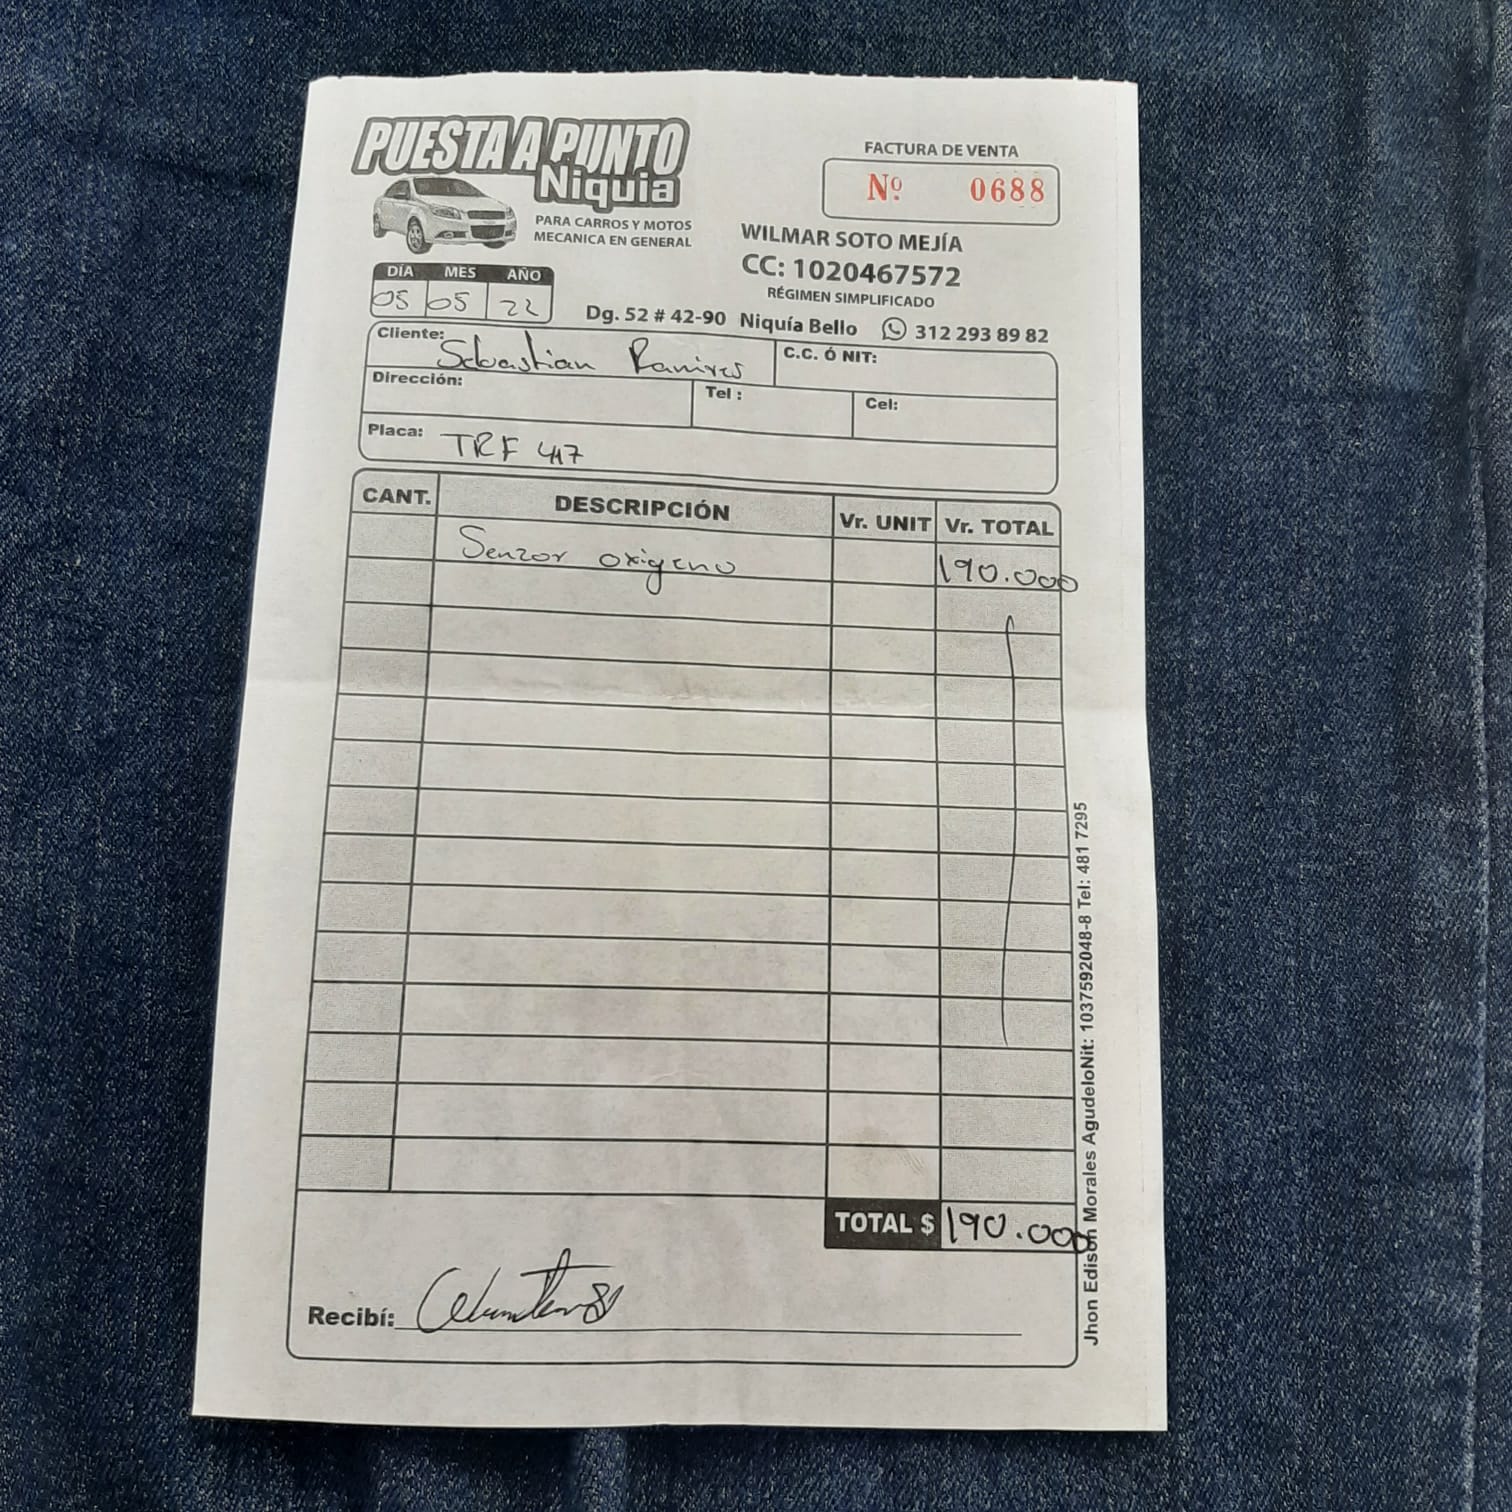 PUESTA A PUNTO
Niquia
PARA CARROS Y MOTOS
MECANICA EN GENERAL
FACTURA DE VENTA
Nº. 0688
WILMAR SOTO MEJÍA
CC: 1020467572
RÉGIMEN SIMPLIFICADO
DÍA MES AÑO
05 05 22
Dg. 52 # 42-90 Niquía Bello 312 293 89 82
Cliente: Sebastian Ramires C.C. Ó NIT:
Dirección: Tel : Cel:
Placa: TRF 417
CANT. DESCRIPCIÓN Vr. UNIT Vr. TOTAL
Senzor oxigeno 190.000
TOTAL $ 190.000
Recibí:
Jhon Edison Morales AgudeloNit: 1037592048-8 Tel: 481 7295